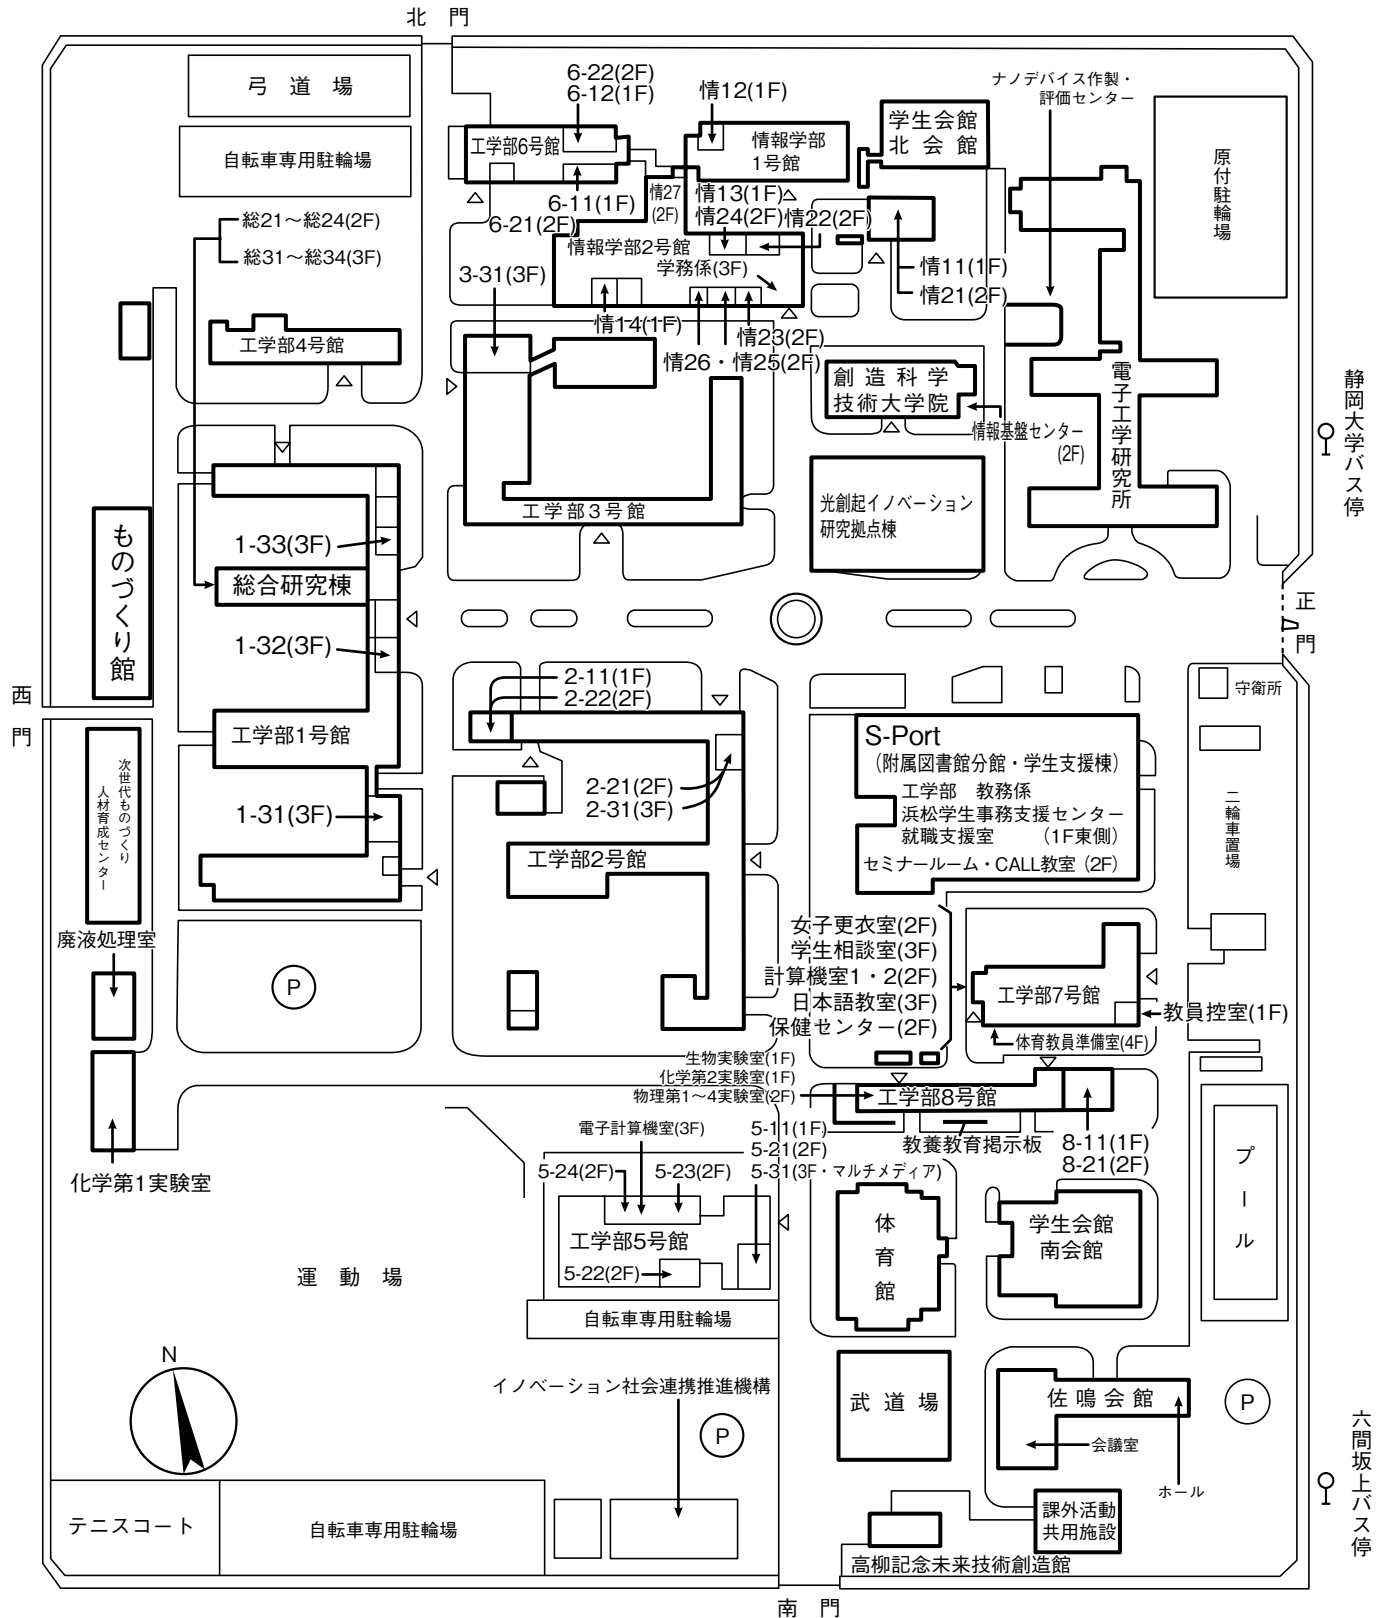 北門
弓道場
自転車専用駐輪場
6-22(2F)
6-12(1F)
工学部6号館
6-11(1F)
6-21(2F)
情12(1F)
情報学部
1号館
学生会館
北会館
ナノデバイス作製・
評価センター
原付駐輪場
総21～総24(2F)
総31～総34(3F)
情27
(2F)
情13(1F)
情24(2F)
情22(2F)
情報学部2号館
学務係(3F)
3-31(3F)
情11(1F)
情21(2F)
情14(1F)
情23(2F)
情26・情25(2F)
工学部4号館
創造科学
技術大学院
情報基盤センター
(2F)
電子工学研究所
静岡大学バス停
工学部3号館
光創起イノベーション
研究拠点棟
ものづくり館
1-33(3F)
総合研究棟
1-32(3F)
工学部1号館
1-31(3F)
正門
守衛所
西門
2-11(1F)
2-22(2F)
2-21(2F)
2-31(3F)
工学部2号館
S-Port
(附属図書館分館・学生支援棟)
工学部 教務係
浜松学生事務支援センター
就職支援室 (1F東側)
セミナールーム・CALL教室(2F)
二輪車置場
次世代ものづくり
人材育成センター
廃液処理室
P
女子更衣室(2F)
学生相談室(3F)
計算機室1・2(2F)
日本語教室(3F)
保健センター(2F)
工学部7号館
教員控室(1F)
体育教員準備室(4F)
生物実験室(1F)
化学第2実験室(1F)
物理第1～4実験室(2F)
工学部8号館
教養教育掲示板
8-11(1F)
8-21(2F)
化学第1実験室
電子計算機室(3F)
5-11(1F)
5-21(2F)
5-31(3F・マルチメディア)
5-24(2F)
5-23(2F)
工学部5号館
5-22(2F)
体育館
学生会館
南会館
プール
運動場
自転車専用駐輪場
N
イノベーション社会連携推進機構
P
武道場
佐鳴会館
会議室
ホール
P
六間坂上バス停
テニスコート
自転車専用駐輪場
課外活動
共用施設
高柳記念未来技術創造館
南門